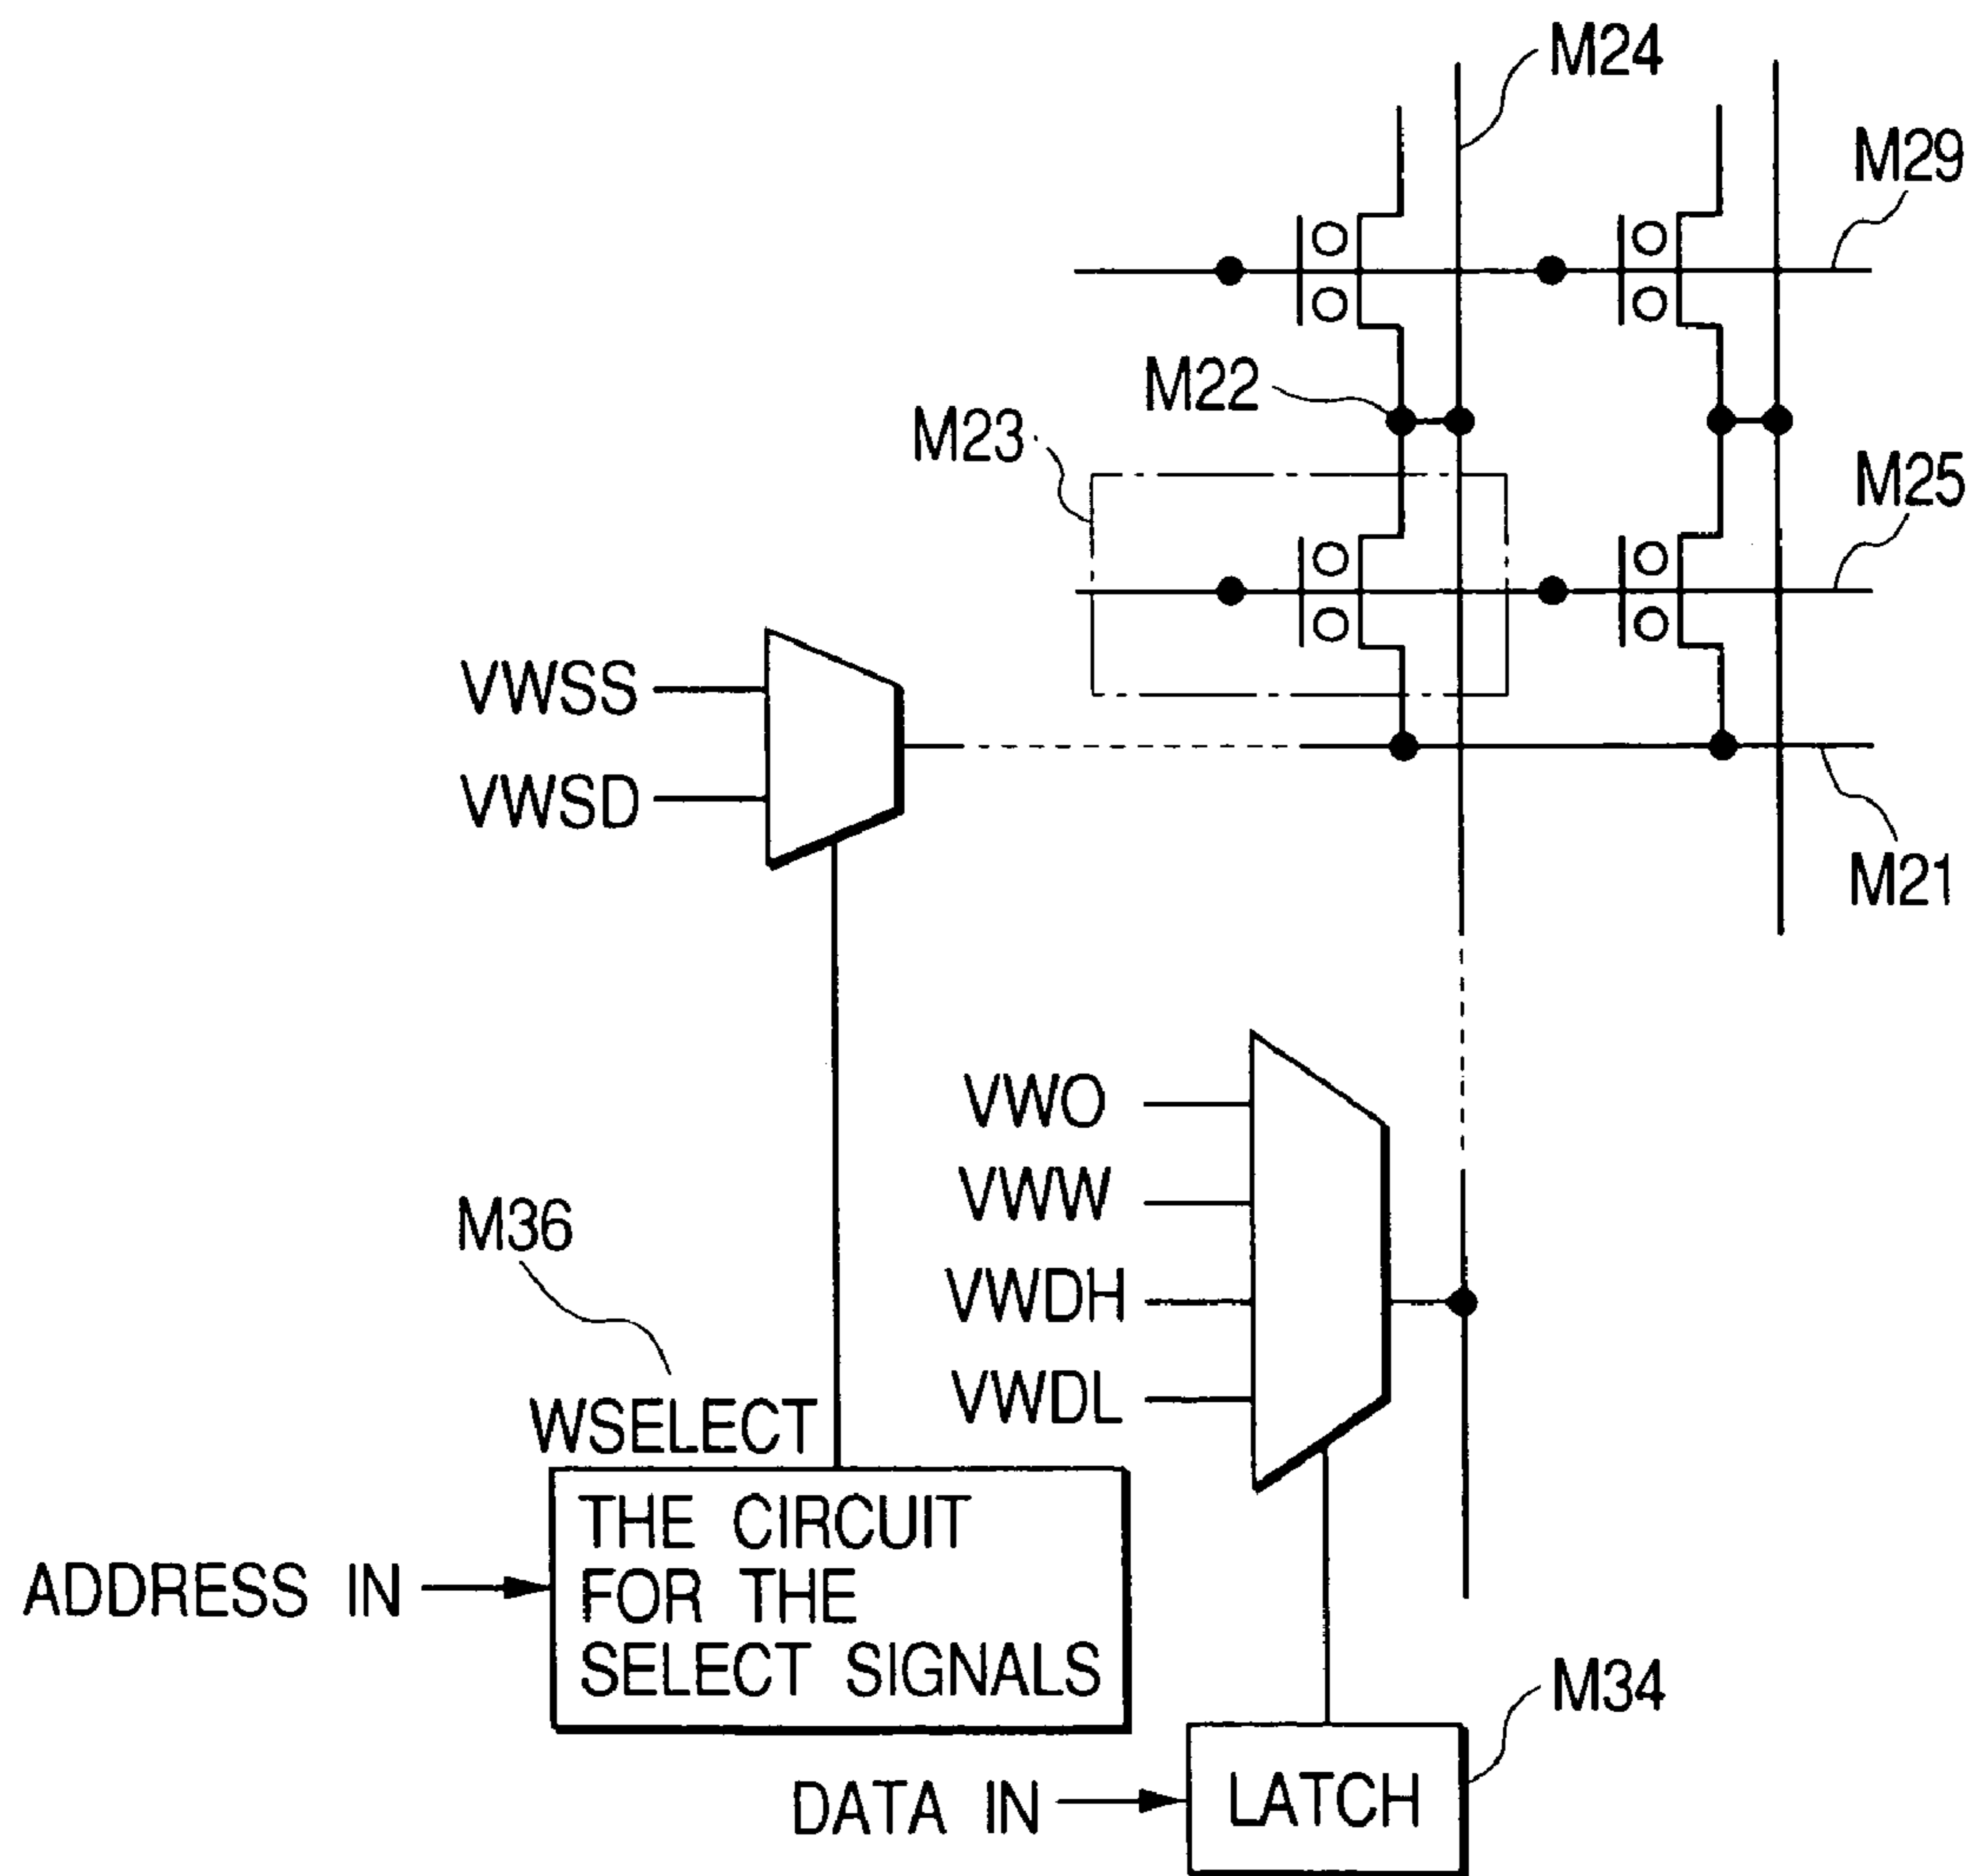 M24
M29
M22
M23
M25
VWSS
VWSD
M21
VWO
VWW
M36
VWDH
VWDL
WSELECT
THE CIRCUIT
FOR THE
SELECT SIGNALS
ADDRESS IN
M34
DATA IN
LATCH